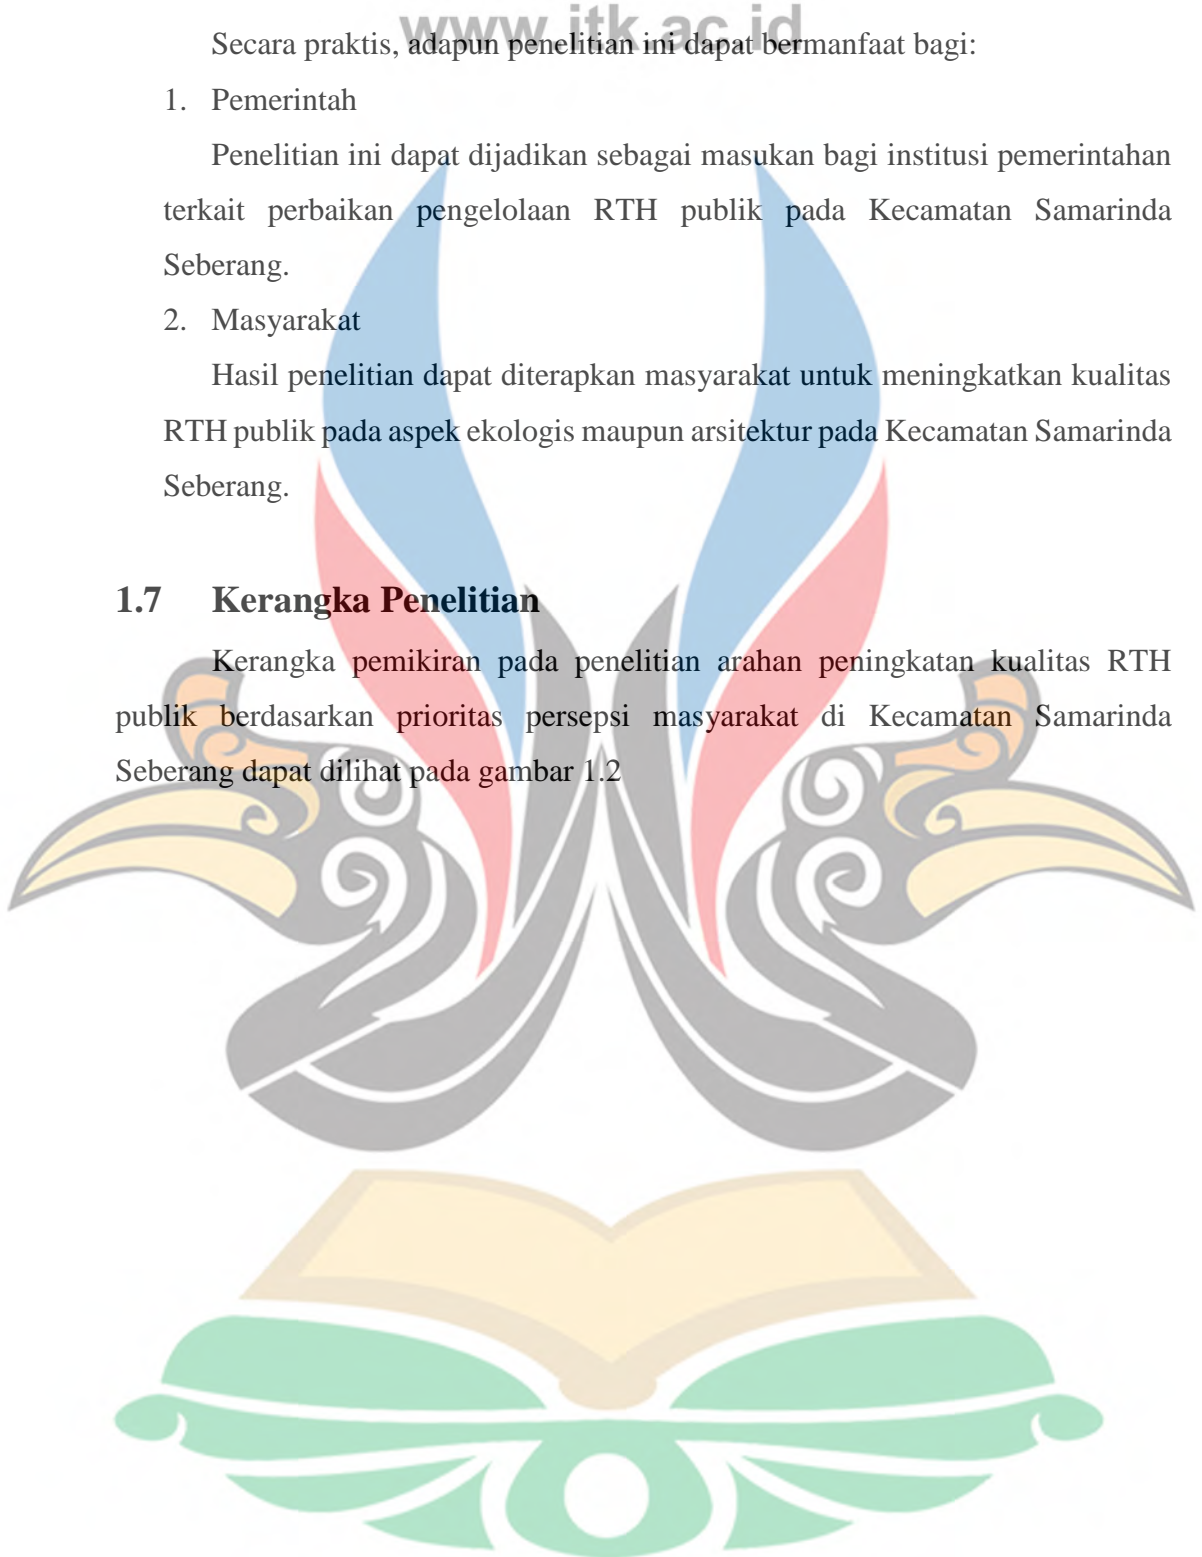 www.itk.ac.id
Secara praktis, adapun penelitian ini dapat bermanfaat bagi:
1. Pemerintah
Penelitian ini dapat dijadikan sebagai masukan bagi institusi pemerintahan
terkait perbaikan pengelolaan RTH publik pada Kecamatan Samarinda
Seberang.
2. Masyarakat
Hasil penelitian dapat diterapkan masyarakat untuk meningkatkan kualitas
RTH publik pada aspek ekologis maupun arsitektur pada Kecamatan Samarinda
Seberang.
1.7 Kerangka Penelitian
Kerangka pemikiran pada penelitian arahan peningkatan kualitas RTH
publik berdasarkan prioritas persepsi masyarakat di Kecamatan Samarinda
Seberang dapat dilihat pada gambar 1.2